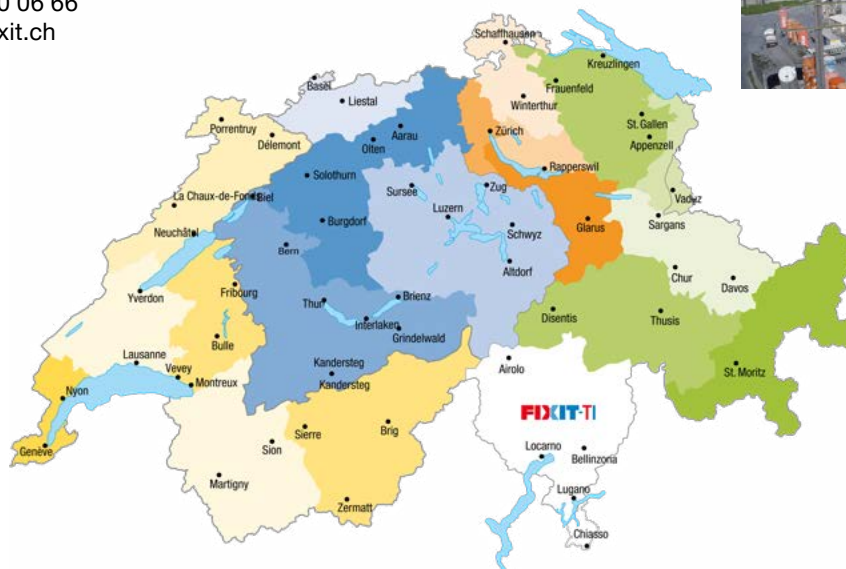 0 06 66
xit.ch
Schaffhausen
Kreuzlingen
Basel
Liestal
Frauenfeld
Winterthur
Porrentruy
Délemont
Aarau
Olten
Zürich
St. Gallen
Appenzell
Rapperswil
Solothurn
La Chaux-de-Fonds
Biel
Sursee
Zug
Vaduz
Luzern
Burgdorf
Neuchâtel
Bern
Schwyz
Glarus
Sargans
Altdorf
Chur
Davos
Yverdon
Fribourg
Thun
Brienz
Interlaken
Grindelwald
Disentis
Thusis
Bulle
Lausanne
Vevey
Montreux
Kandersteg
Kandersteg
Airolo
St. Moritz
Nyon
FIXIT-TI
Genève
Sion
Sierre
Brig
Locarno
Bellinzona
Martigny
Zermatt
Lugano
Chiasso